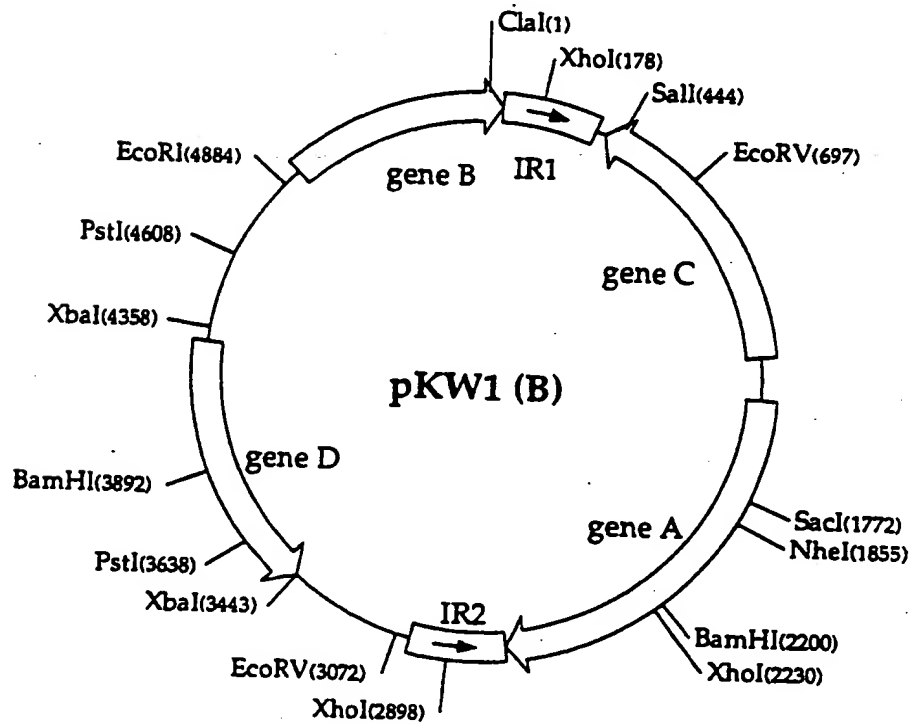 ClaI(1)
XhoI(178)
SalI(444)
EcoRV(697)
EcoRI(4884)
gene B
IR1
PstI(4608)
gene C
XbaI(4358)
pKW1 (B)
gene D
BamHI(3892)
SacI(1772)
gene A
NheI(1855)
PstI(3638)
XbaI(3443)
IR2
BamHI(2200)
EcoRV(3072)
XhoI(2230)
XhoI(2898)